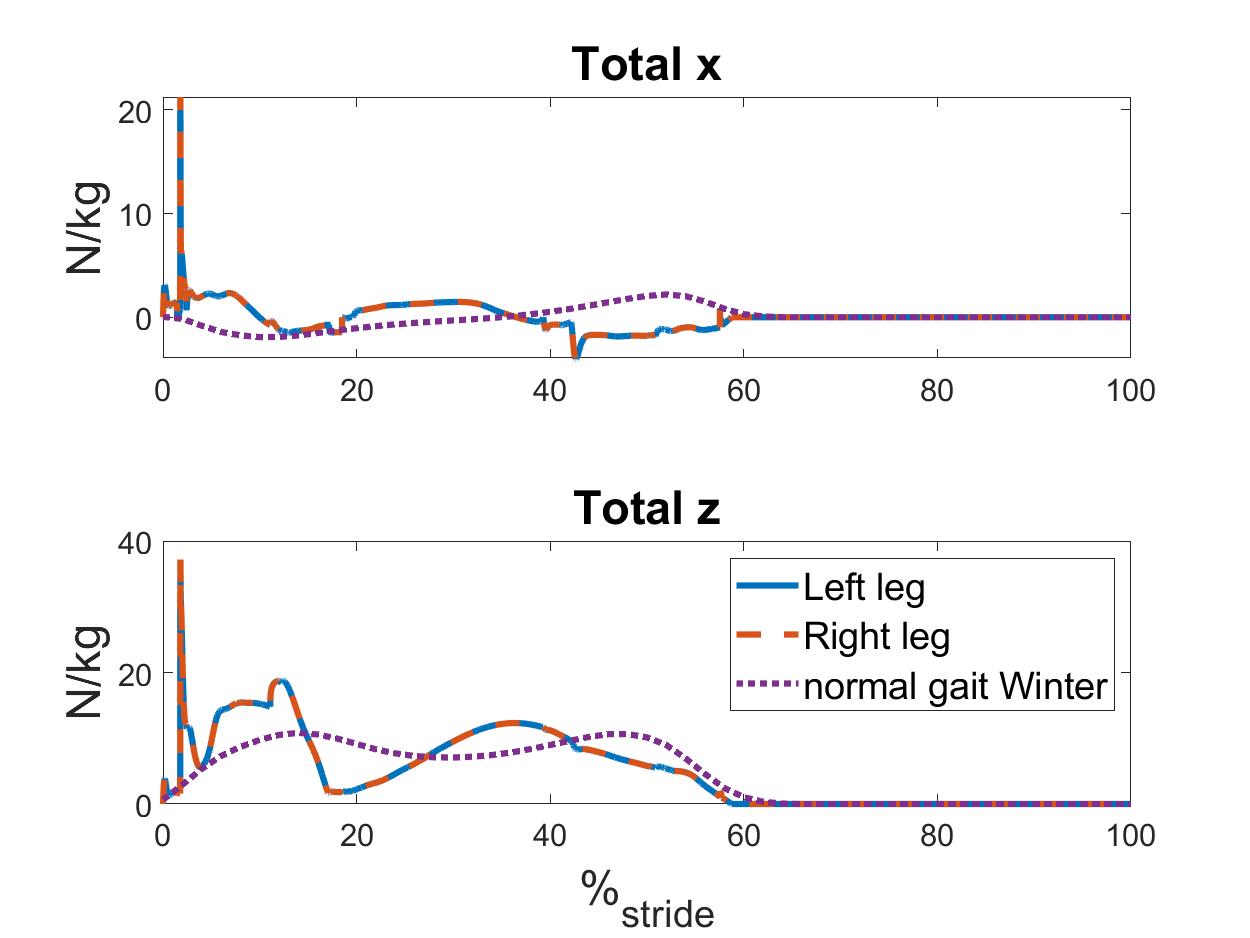 Total x
N/kg
20
10
0
0 20 40 60 80 100
Total z
N/kg
40
20
0
Left leg
Right leg
normal gait Winter
0 20 40 60 80 100
%stride